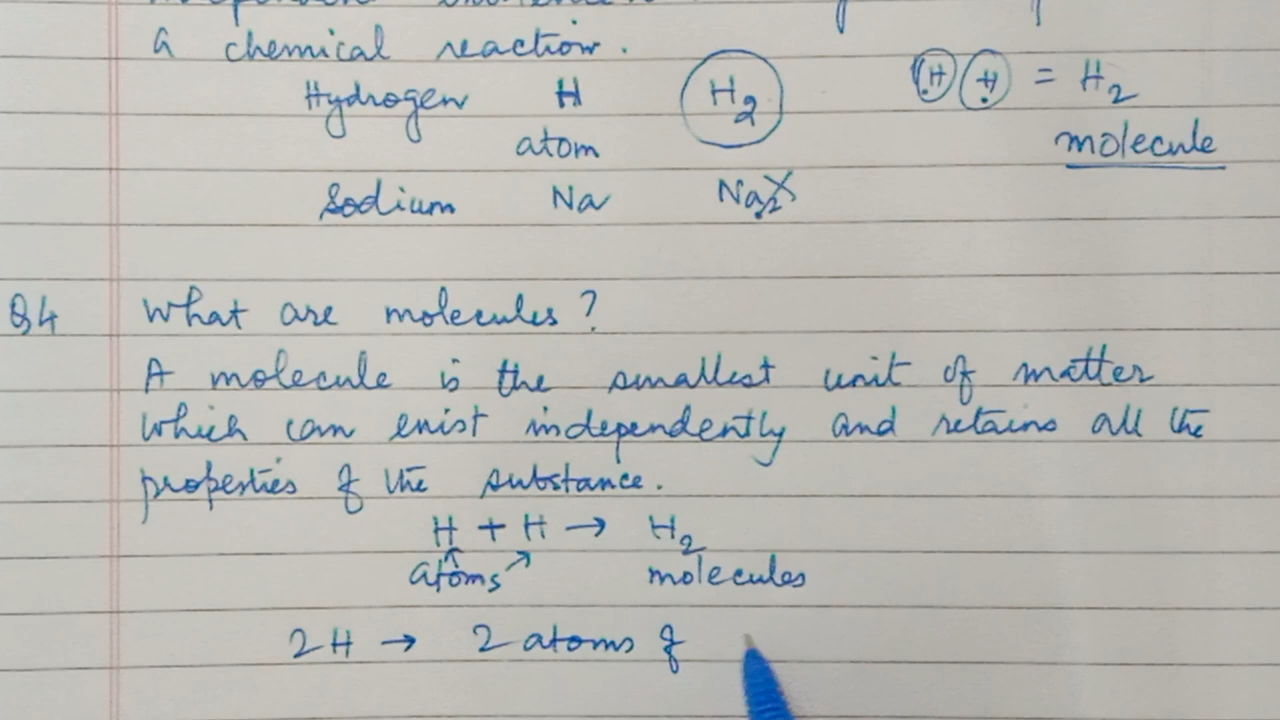 a chemical reaction.
Hydrogen H H2 H H = H2
atom molecule
Sodium Na Na2
Q4 What are molecules?
A molecule is the smallest unit of matter
which can exist independently and retains all the
properties of the substance.
H + H → H2
atoms molecules
2H → 2 atoms of